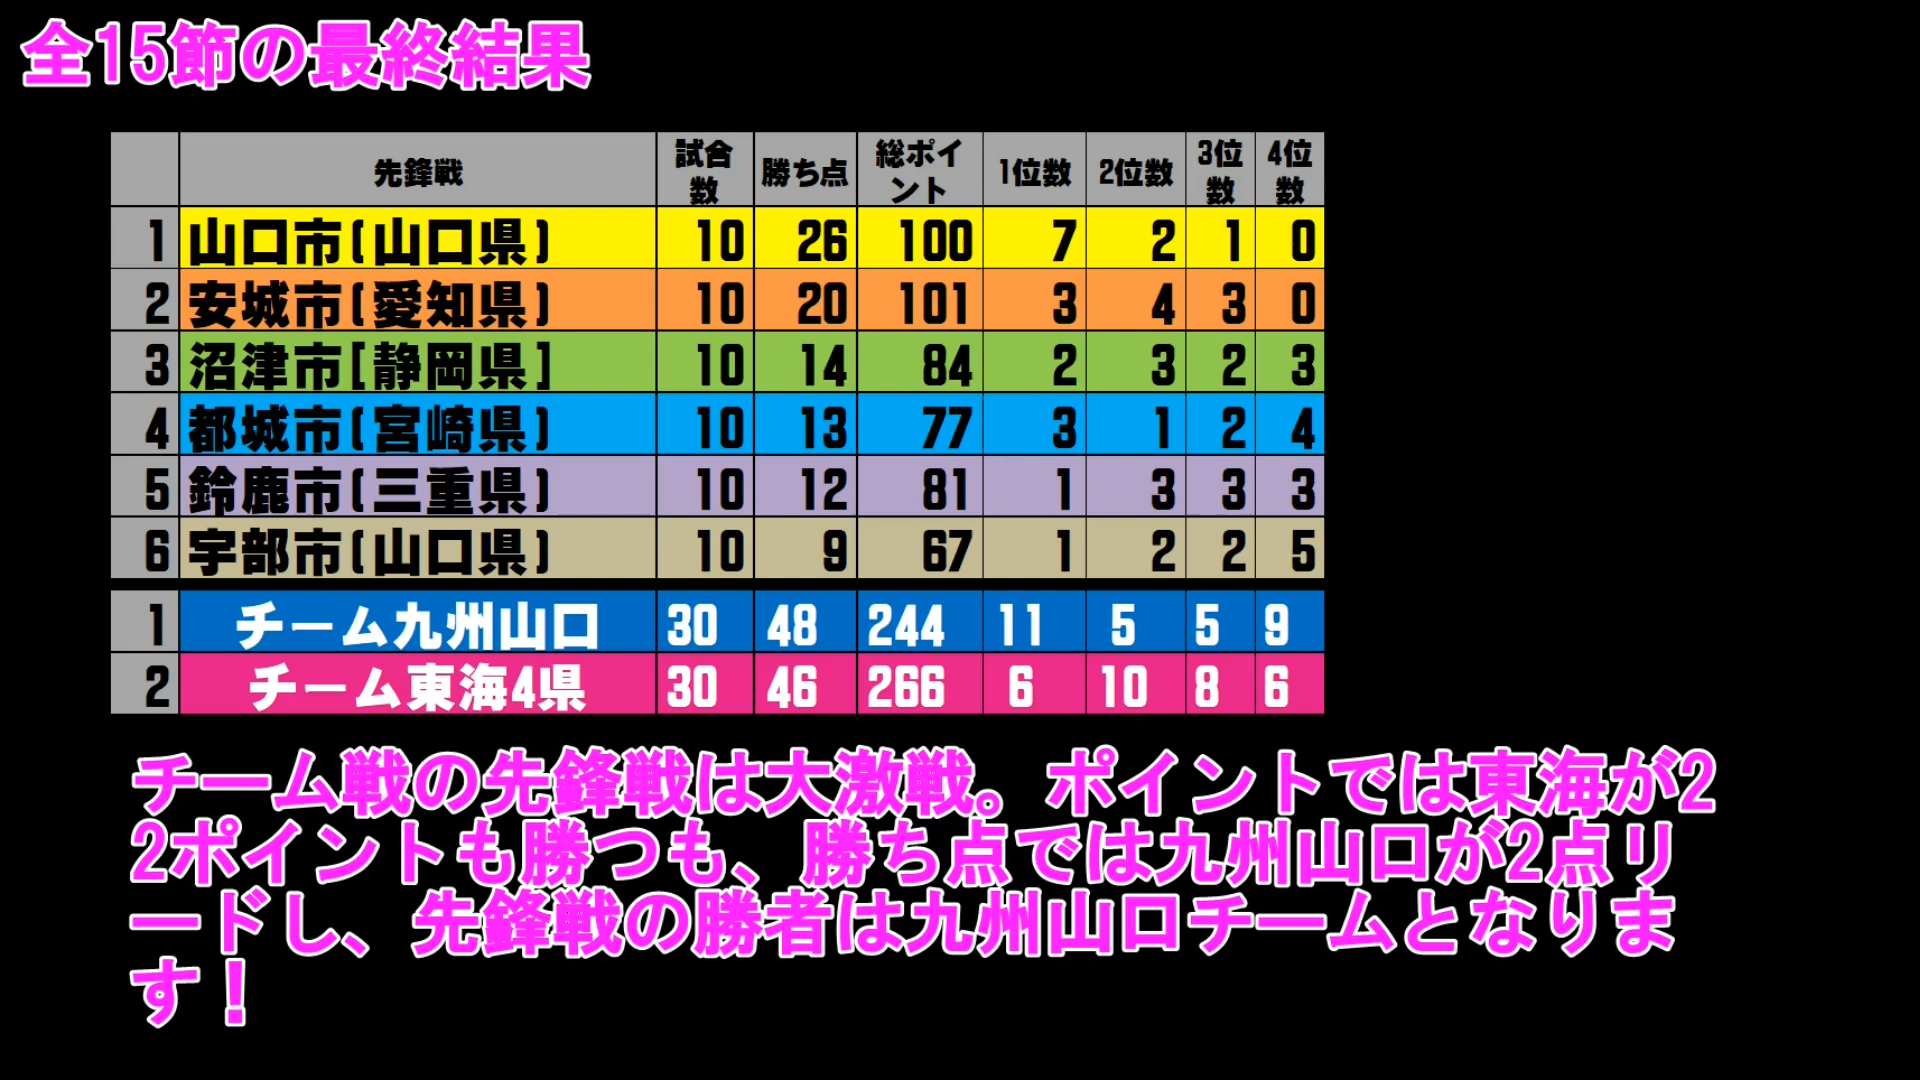 全15節の最終結果
先鋒戦 試合数 勝ち点 総ポイント 1位数 2位数 3位数 4位数
1 山口市(山口県) 10 26 100 7 2 1 0
2 安城市(愛知県) 10 20 101 3 4 3 0
3 沼津市[静岡県] 10 14 84 2 3 2 3
4 都城市(宮崎県) 10 13 77 3 1 2 4
5 鈴鹿市(三重県) 10 12 81 1 3 3 3
6 宇部市(山口県) 10 9 67 1 2 2 5
1 チーム九州山口 30 48 244 11 5 5 9
2 チーム東海4県 30 46 266 6 10 8 6
チーム戦の先鋒戦は大激戦。ポイントでは東海が2
2ポイントも勝つも、勝ち点では九州山口が2点リ
ードし、先鋒戦の勝者は九州山口チームとなりま
す！